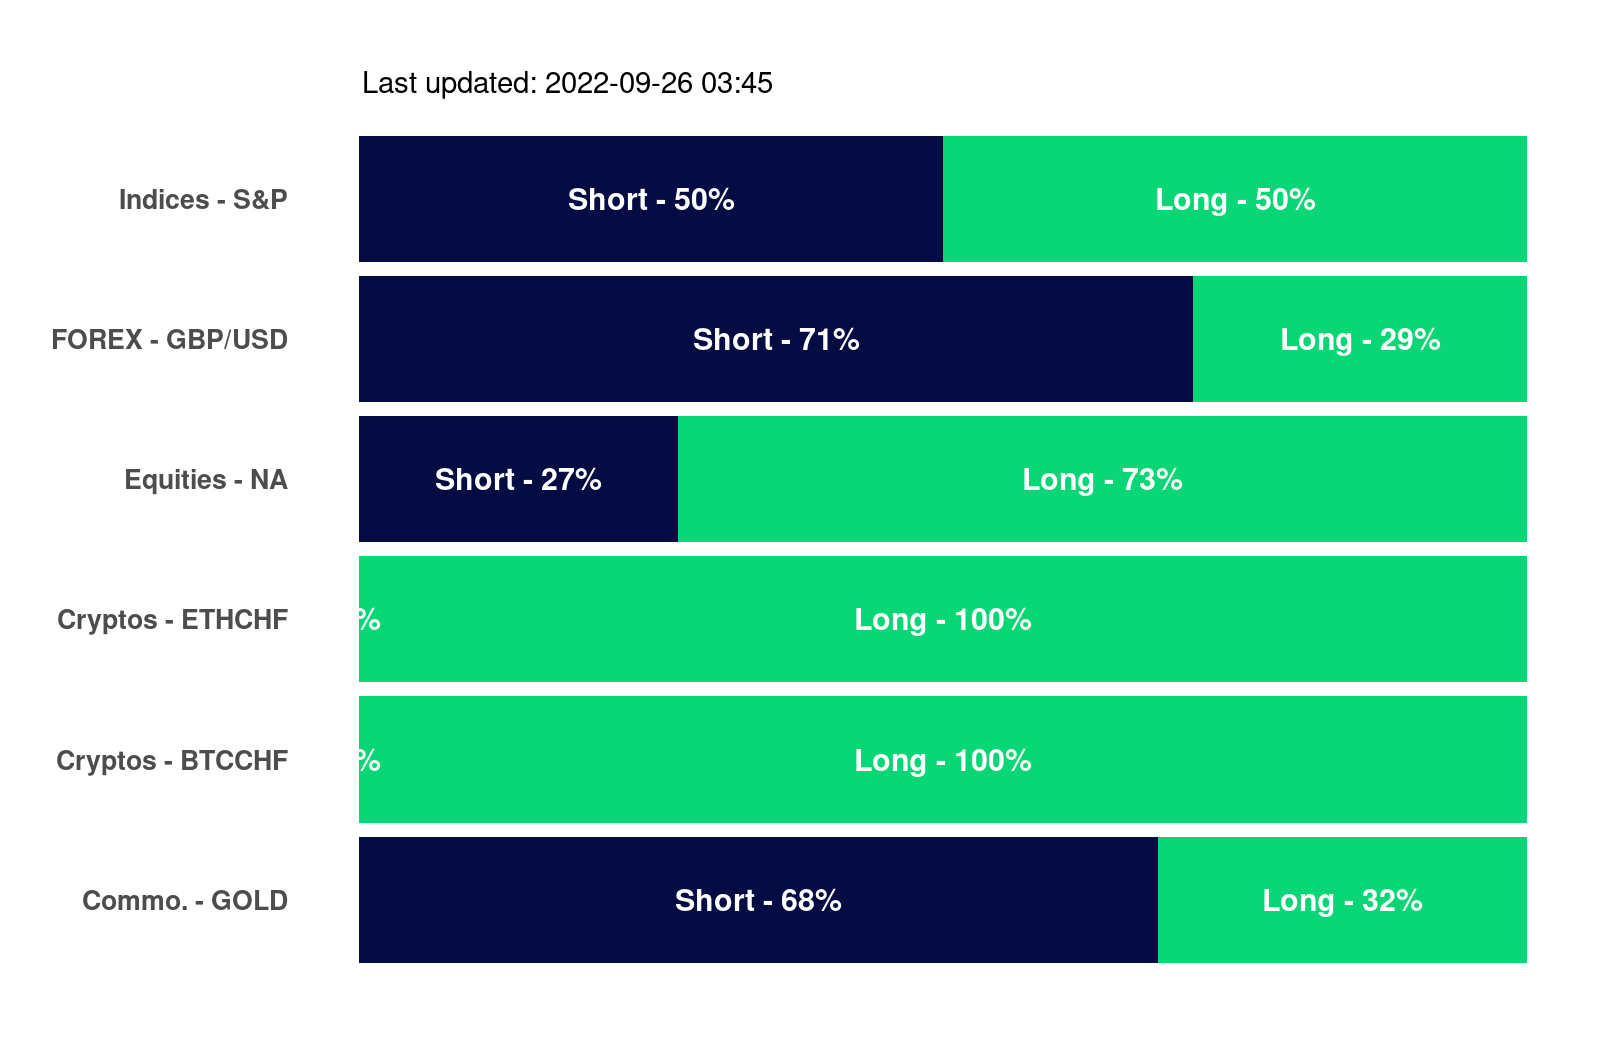 Last updated: 2022-09-26 03:45
Indices - S&P Short - 50% Long - 50%
FOREX - GBP/USD Short - 71% Long - 29%
Equities - NA Short - 27% Long - 73%
Cryptos - ETHCHF % Long - 100%
Cryptos - BTCCHF % Long - 100%
Commo. - GOLD Short - 68% Long - 32%